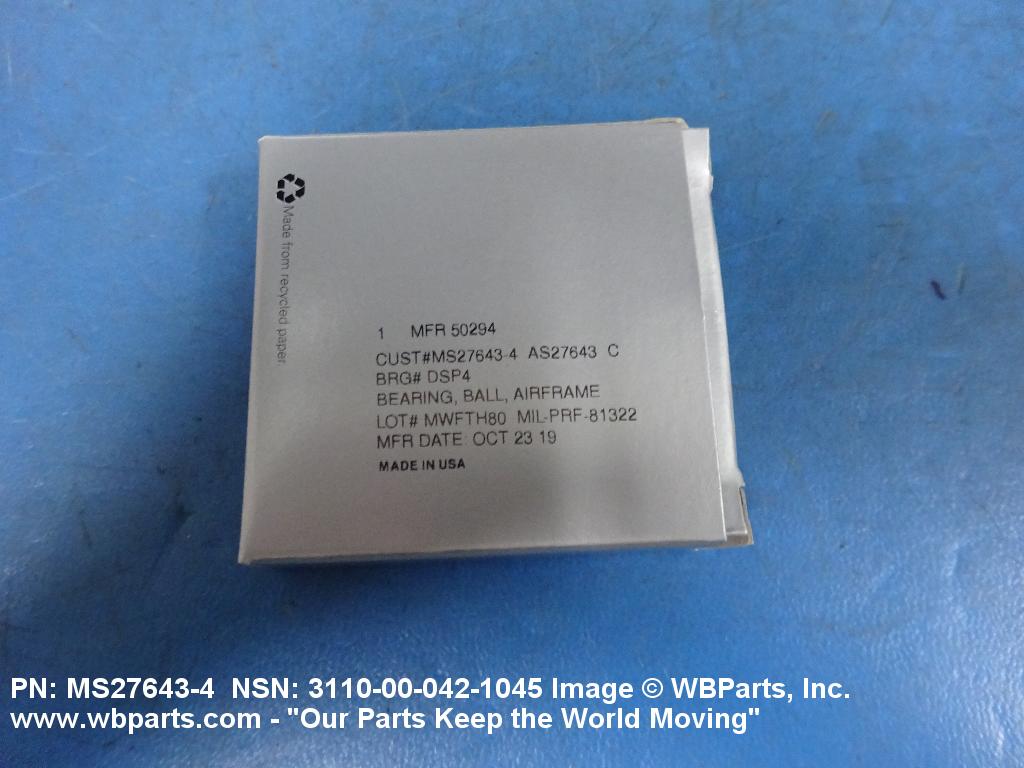 Made from recycled paper.
1 MFR 50294
CUST#MS27643-4 AS27643 C
BRG# DSP4
BEARING, BALL, AIRFRAME
LOT# MWFTH80 MIL-PRF-81322
MFR DATE: OCT 23 19
MADE IN USA
PN: MS27643-4 NSN: 3110-00-042-1045 Image © WBParts, Inc.
www.wbparts.com - "Our Parts Keep the World Moving"